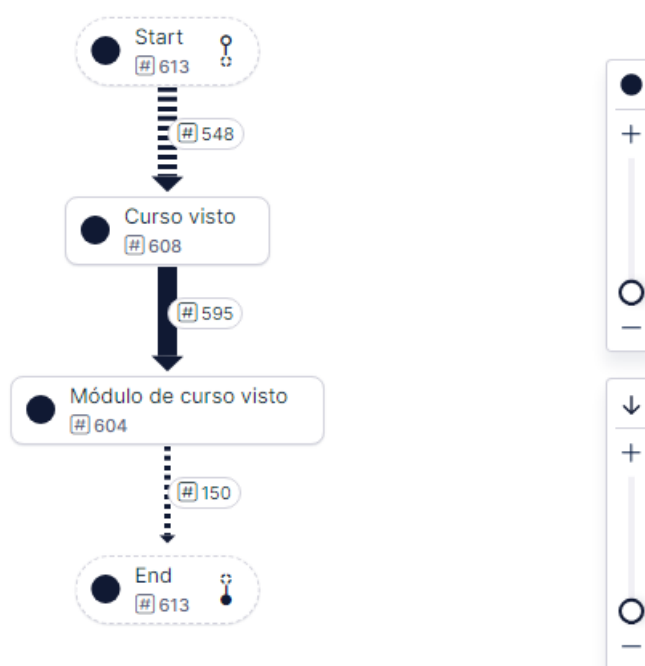 Start
# 613
# 548
Curso visto
# 608
# 595
Módulo de curso visto
# 604
# 150
End
# 613